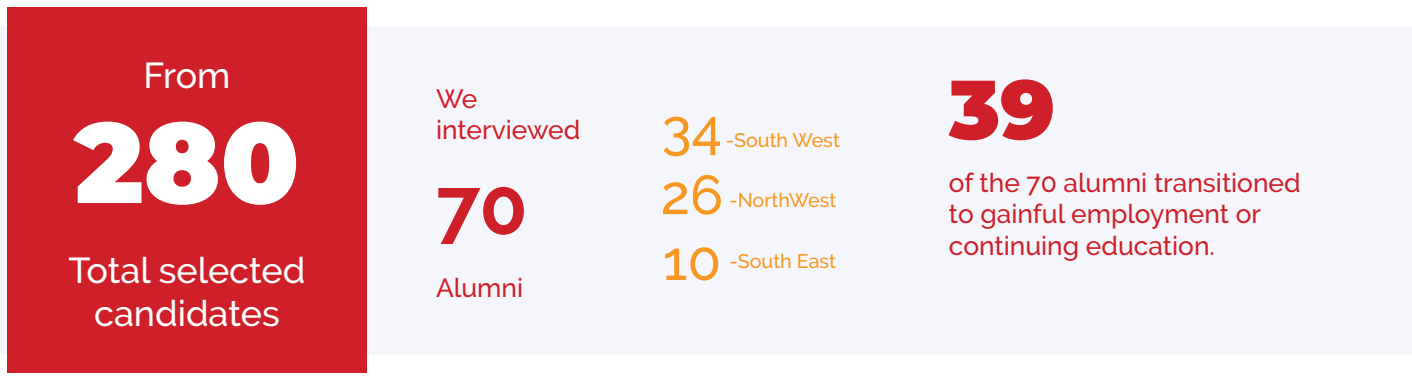 From
280
Total selected
candidates
We
interviewed
70
Alumni
34 -South West
26 -NorthWest
10 -South East
39
of the 70 alumni transitioned
to gainful employment or
continuing education.